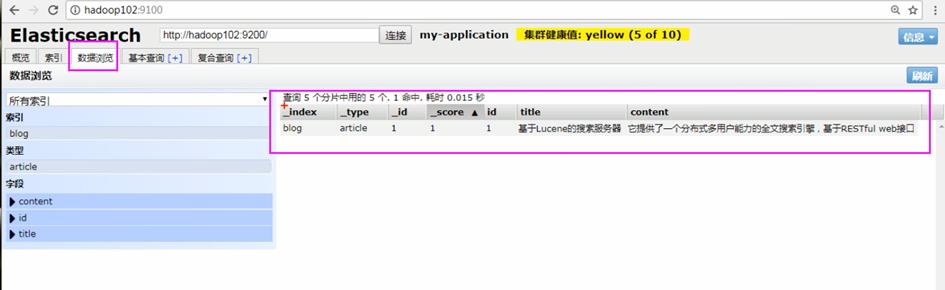 hadoop102:9100
Elasticsearch http://hadoop102:9200/ 连接 my-application 集群健康值: yellow (5 of 10) 信息
概览 索引 数据浏览 基本查询 [+] 复合查询 [+]
数据浏览 刷新
所有索引
索引
blog
类型
article
字段
content
id
title
查询 5 个分片中用的 5 个. 1 命中. 耗时 0.015 秒
_index _type _id _score ▲ id title content
blog article 1 1 1 基于Lucene的搜索服务器 它提供了一个分布式多用户能力的全文搜索引擎，基于RESTful web接口